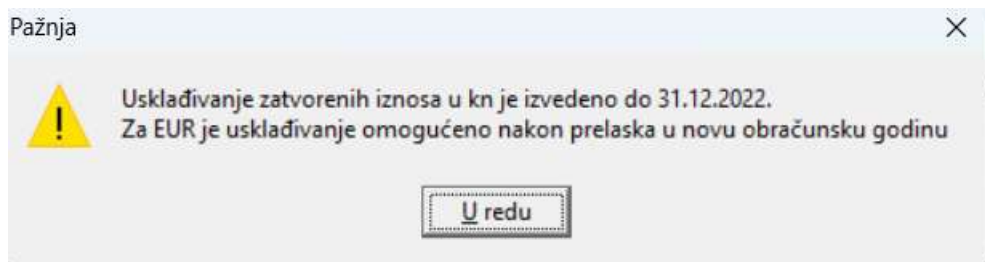 Pažnja
Usklađivanje zatvorenih iznosa u kn je izvedeno do 31.12.2022.
Za EUR je usklađivanje omogućeno nakon prelaska u novu obračunsku godinu
U redu